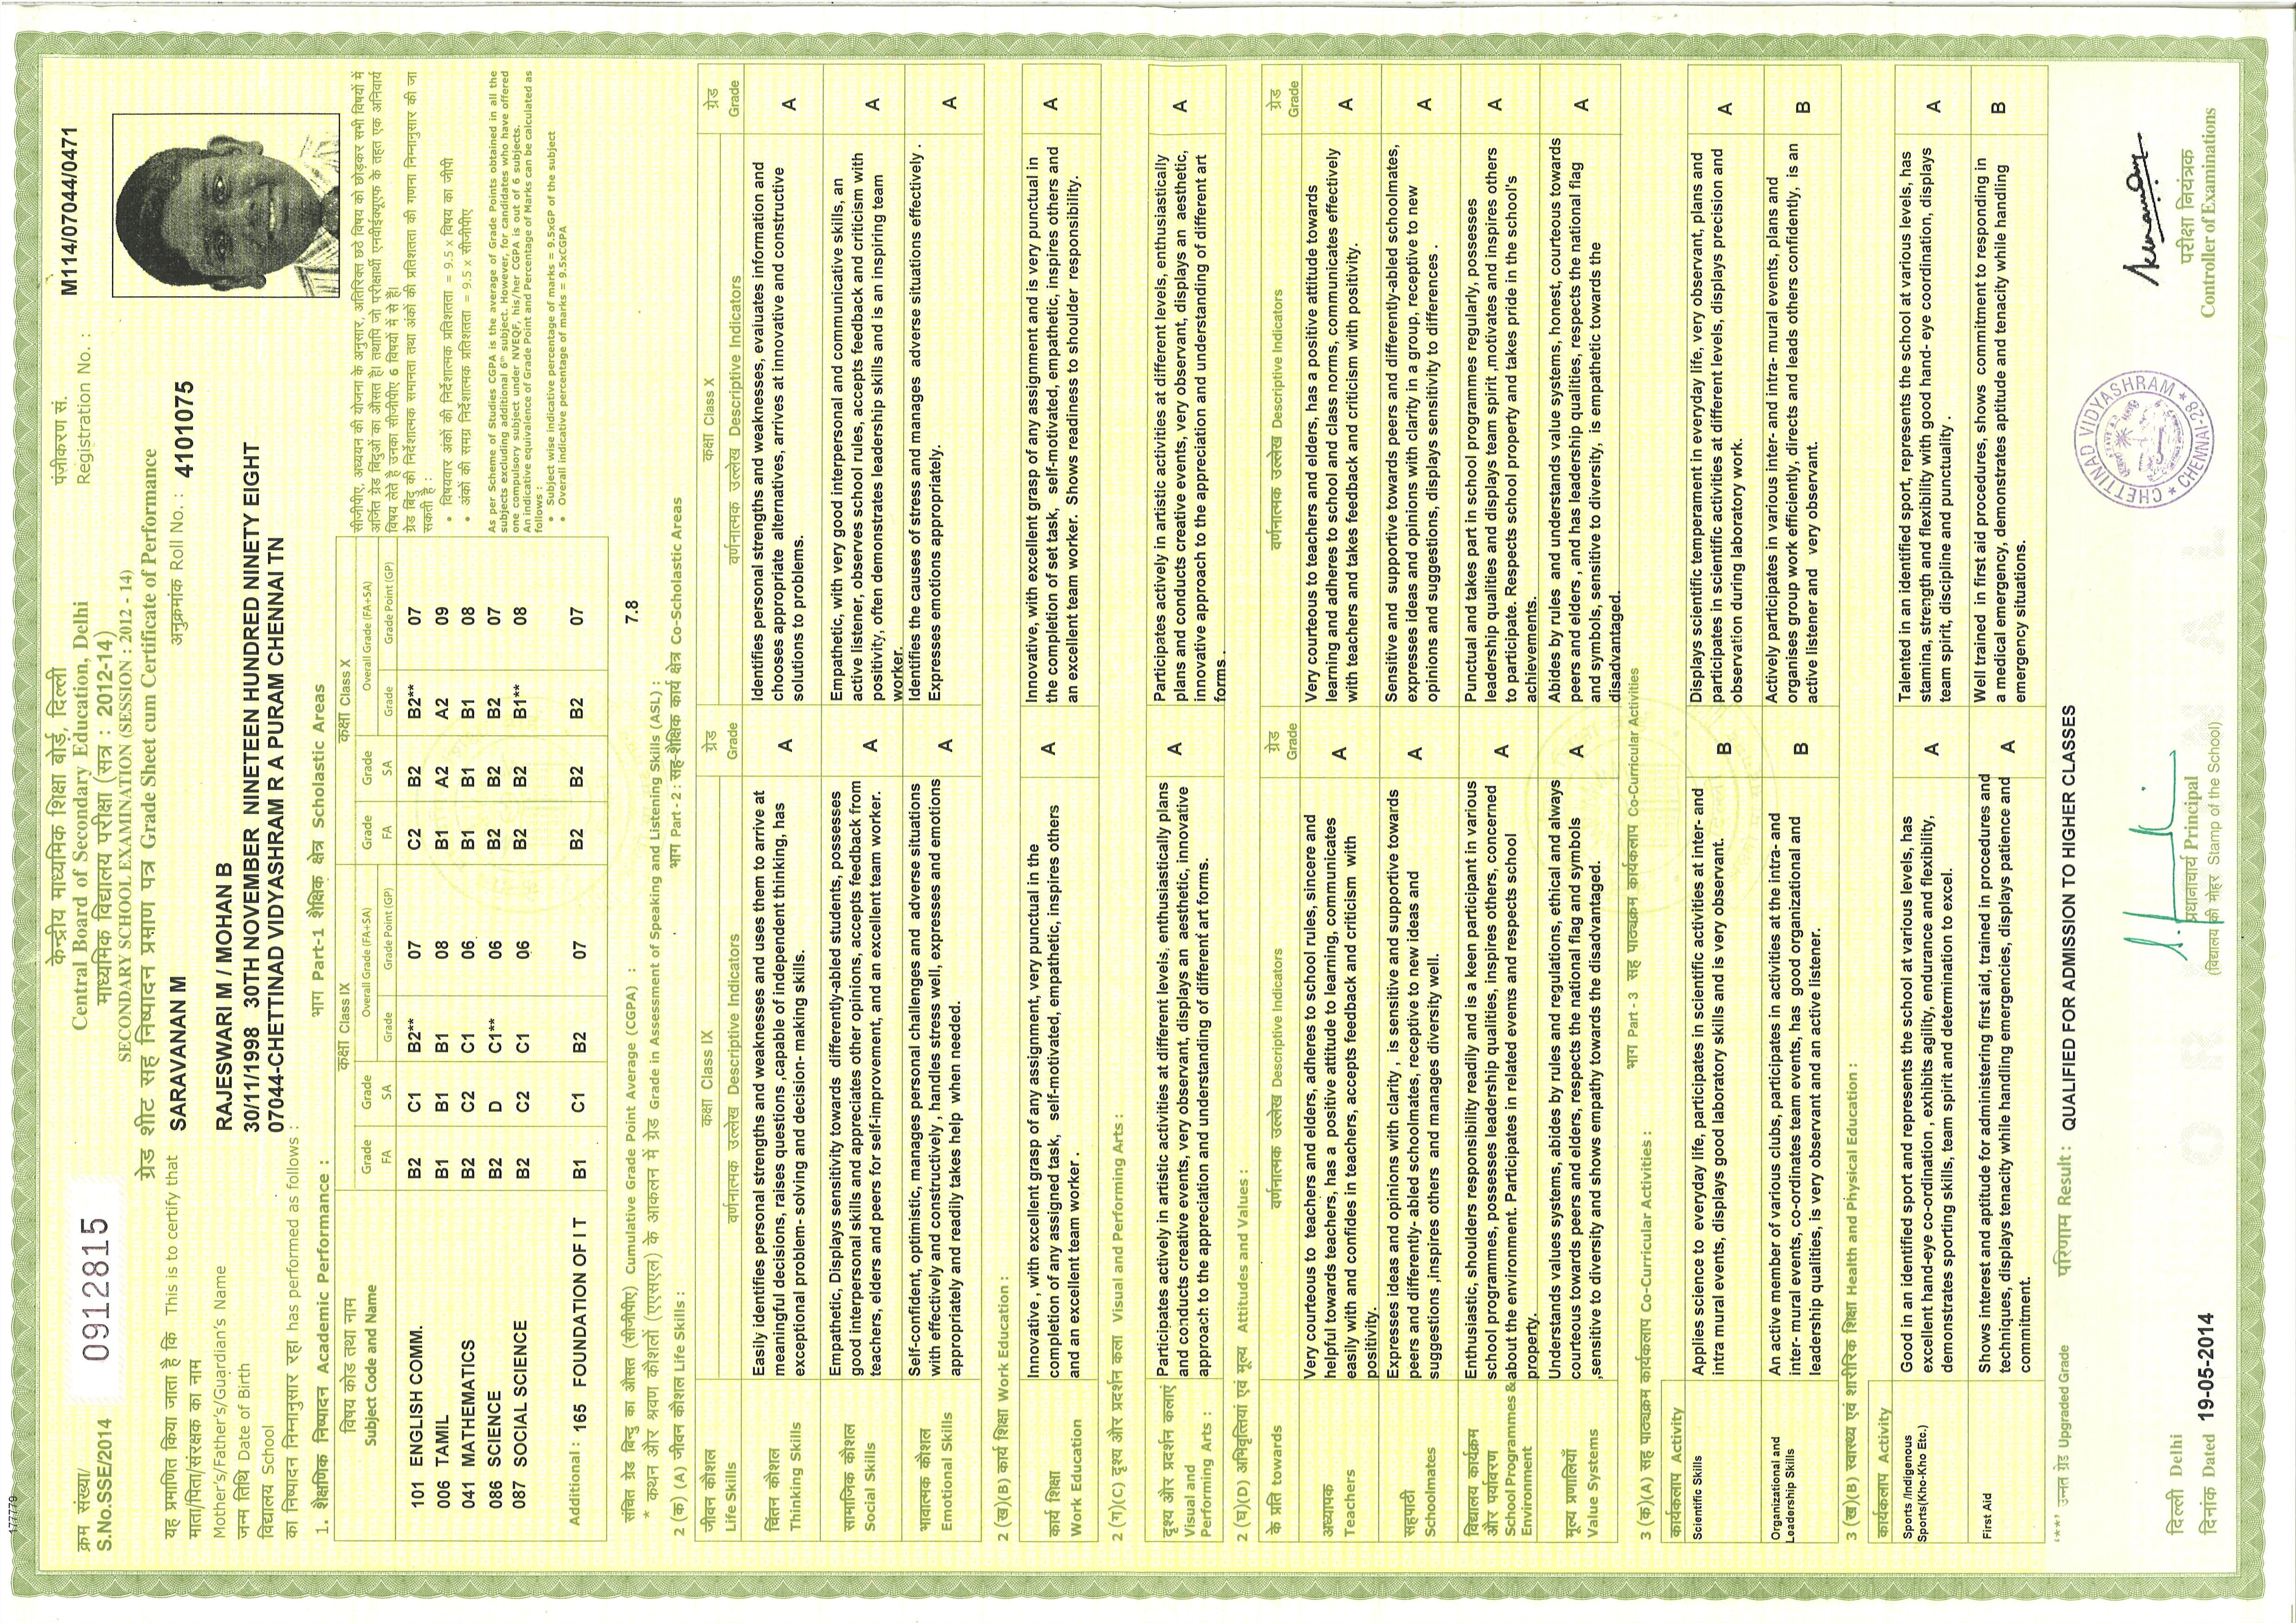 177779
क्रम संख्या/
S.No.SSE/2014
0912815
केन्द्रीय माध्यमिक शिक्षा बोर्ड, दिल्ली
Central Board of Secondary Education, Delhi
माध्यमिक विद्यालय परीक्षा (सत्र : 2012-14)
SECONDARY SCHOOL EXAMINATION (SESSION : 2012 - 14)
ग्रेड शीट सह निष्पादन प्रमाण पत्र Grade Sheet cum Certificate of Performance
पंजीकरण सं.
Registration No. :
M114/07044/0471
यह प्रमाणित किया जाता है कि This is to certify that SARAVANAN M
अनुक्रमांक Roll No. : 4101075
माता/पिता/संरक्षक का नाम
Mother's/Father's/Guardian's Name RAJESWARI M / MOHAN B
जन्म तिथि Date of Birth 30/11/1998 30TH NOVEMBER NINETEEN HUNDRED NINETY EIGHT
विद्यालय School 07044-CHETTINAD VIDYASHRAM R A PURAM CHENNAI TN
का निष्पादन निम्नानुसार रहा has performed as follows :
1. शैक्षणिक निष्पादन Academic Performance : भाग Part-1 शैक्षिक क्षेत्र Scholastic Areas
विषय कोड तथा नाम
Subject Code and Name
कक्षा Class IX कक्षा Class X
Grade FA Grade SA Overall Grade (FA+SA) Grade Grade Point (GP) Grade FA Grade SA Overall Grade (FA+SA) Grade Grade Point (GP)
101 ENGLISH COMM. B2 C1 B2** 07 C2 B2 B2** 07
006 TAMIL B1 B1 B1 08 B1 A2 A2 09
041 MATHEMATICS B2 C2 C1 06 B1 B1 B1 08
086 SCIENCE B2 D C1** 06 B2 B2 B2 07
087 SOCIAL SCIENCE B2 C2 C1 06 B2 B2 B1** 08
Additional : 165 FOUNDATION OF I T B1 C1 B2 07 B2 B2 B2 07
सीजीपीए, अध्ययन की योजना के अनुसार, अतिरिक्त छठे विषय को छोड़कर सभी विषयों में
अर्जित ग्रेड बिंदुओं का औसत है। तथापि जो परीक्षार्थी एनवीईक्यूएफ के तहत एक अनिवार्य
विषय लेते है उनका सीजीपीए 6 विषयों में से हैं।
ग्रेड बिंदु की निर्देशात्मक समानता तथा अंकों की प्रतिशतता की गणना निम्नानुसार की जा
सकती है :
• विषयवार अंकों की निर्देशात्मक प्रतिशतता = 9.5 x विषय का जीपी
• अंकों की समग्र निर्देशात्मक प्रतिशतता = 9.5 x सीजीपीए
As per Scheme of Studies CGPA is the average of Grade Points obtained in all the
subjects excluding additional 6th subject. However, for candidates who have offered
one compulsory subject under NVEQF, his/her CGPA is out of 6 subjects.
An indicative equivalence of Grade Point and Percentage of Marks can be calculated as
follows :
• Subject wise indicative percentage of marks = 9.5xGP of the subject
• Overall indicative percentage of marks = 9.5xCGPA
संचित ग्रेड बिन्दु का औसत (सीजीपीए) Cumulative Grade Point Average (CGPA) : 7.8
* कथन और श्रवण कौशलों (एएसएल) के आकलन में ग्रेड Grade in Assessment of Speaking and Listening Skills (ASL) :
2 (क) (A) जीवन कौशल Life Skills : भाग Part - 2 : सह-शैक्षिक कार्य क्षेत्र Co-Scholastic Areas
जीवन कौशल
Life Skills
कक्षा Class IX
वर्णनात्मक उल्लेख Descriptive Indicators
ग्रेड
Grade
कक्षा Class X
वर्णनात्मक उल्लेख Descriptive Indicators
ग्रेड
Grade
चिंतन कौशल
Thinking Skills
Easily identifies personal strengths and weaknesses and uses them to arrive at
meaningful decisions, raises questions ,capable of independent thinking, has
exceptional problem- solving and decision- making skills.
A
Identifies personal strengths and weaknesses, evaluates information and
chooses appropriate alternatives, arrives at innovative and constructive
solutions to problems.
A
सामाजिक कौशल
Social Skills
Empathetic, Displays sensitivity towards differently-abled students, possesses
good interpersonal skills and appreciates other opinions, accepts feedback from
teachers, elders and peers for self-improvement, and an excellent team worker.
A
Empathetic, with very good interpersonal and communicative skills, an
active listener, observes school rules, accepts feedback and criticism with
positivity, often demonstrates leadership skills and is an inspiring team
worker.
A
भावात्मक कौशल
Emotional Skills
Self-confident, optimistic, manages personal challenges and adverse situations
with effectively and constructively , handles stress well, expresses and emotions
appropriately and readily takes help when needed.
A
Identifies the causes of stress and manages adverse situations effectively .
Expresses emotions appropriately.
A
2 (ख)(B) कार्य शिक्षा Work Education :
कार्य शिक्षा
Work Education
Innovative , with excellent grasp of any assignment, very punctual in the
completion of any assigned task, self-motivated, empathetic, inspires others
and an excellent team worker .
A
Innovative, with excellent grasp of any assignment and is very punctual in
the completion of set task, self-motivated, empathetic, inspires others and
an excellent team worker. Shows readiness to shoulder responsibility.
A
2 (ग)(C) दृश्य और प्रदर्शन कला Visual and Performing Arts :
दृश्य और प्रदर्शन कलाएं
Visual and
Performing Arts :
Participates actively in artistic activities at different levels, enthusiastically plans
and conducts creative events, very observant, displays an aesthetic, innovative
approach to the appreciation and understanding of different art forms.
A
Participates actively in artistic activities at different levels, enthusiastically
plans and conducts creative events, very observant, displays an aesthetic,
innovative approach to the appreciation and understanding of different art
forms .
A
2 (घ)(D) अभिवृत्तियां एवं मूल्य Attitudes and Values :
के प्रति towards
वर्णनात्मक उल्लेख Descriptive Indicators
ग्रेड
Grade
वर्णनात्मक उल्लेख Descriptive Indicators
ग्रेड
Grade
अध्यापक
Teachers
Very courteous to teachers and elders, adheres to school rules, sincere and
helpful towards teachers, has a positive attitude to learning, communicates
easily with and confides in teachers, accepts feedback and criticism with
positivity.
A
Very courteous to teachers and elders, has a positive attitude towards
learning and adheres to school and class norms, communicates effectively
with teachers and takes feedback and criticism with positivity.
A
सहपाठी
Schoolmates
Expresses ideas and opinions with clarity , is sensitive and supportive towards
peers and differently- abled schoolmates, receptive to new ideas and
suggestions ,inspires others and manages diversity well.
A
Sensitive and supportive towards peers and differently-abled schoolmates,
expresses ideas and opinions with clarity in a group, receptive to new
opinions and suggestions, displays sensitivity to differences .
A
विद्यालय कार्यक्रम
और पर्यावरण
School Programmes &
Environment
Enthusiastic, shoulders responsibility readily and is a keen participant in various
school programmes, possesses leadership qualities, inspires others, concerned
about the environment. Participates in related events and respects school
property.
A
Punctual and takes part in school programmes regularly, possesses
leadership qualities and displays team spirit ,motivates and inspires others
to participate. Respects school property and takes pride in the school's
achievements.
A
मूल्य प्रणालियाँ
Value Systems
Understands values systems, abides by rules and regulations, ethical and always
courteous towards peers and elders, respects the national flag and symbols
,sensitive to diversity and shows empathy towards the disadvantaged.
A
Abides by rules and understands value systems, honest, courteous towards
peers and elders , and has leadership qualities, respects the national flag
and symbols, sensitive to diversity, is empathetic towards the
disadvantaged.
A
भाग Part - 3 सह पाठ्यक्रम कार्यकलाप Co-Curricular Activities
3 (क)(A) सह पाठ्यक्रम कार्यकलाप Co-Curricular Activities :
कार्यकलाप Activity
Scientific Skills
Applies science to everyday life, participates in scientific activities at inter- and
intra mural events, displays good laboratory skills and is very observant.
B
Displays scientific temperament in everyday life, very observant, plans and
participates in scientific activities at different levels, displays precision and
observation during laboratory work.
A
Organizational and
Leadership Skills
An active member of various clubs, participates in activities at the intra- and
inter- mural events, co-ordinates team events, has good organizational and
leadership qualities, is very observant and an active listener.
B
Actively participates in various inter- and intra- mural events, plans and
organises group work efficiently, directs and leads others confidently, is an
active listener and very observant.
B
3 (ख)(B) स्वास्थ्य एवं शारीरिक शिक्षा Health and Physical Education :
कार्यकलाप Activity
Sports /Indigenous
Sports(Kho-Kho Etc.)
Good in an identified sport and represents the school at various levels, has
excellent hand-eye co-ordination , exhibits agility, endurance and flexibility,
demonstrates sporting skills, team spirit and determination to excel.
A
Talented in an identified sport, represents the school at various levels, has
stamina, strength and flexibility with good hand- eye coordination, displays
team spirit, discipline and punctuality .
A
First Aid
Shows interest and aptitude for administering first aid, trained in procedures and
techniques, displays tenacity while handling emergencies, displays patience and
commitment.
A
Well trained in first aid procedures, shows commitment to responding in
a medical emergency, demonstrates aptitude and tenacity while handling
emergency situations.
B
'**' उन्नत ग्रेड Upgraded Grade परिणाम Result : QUALIFIED FOR ADMISSION TO HIGHER CLASSES
CHETTINAD VIDYASHRAM
CHENNAI-28
दिल्ली Delhi
दिनांक Dated 19-05-2014
प्रधानाचार्य Principal
(विद्यालय की मोहर Stamp of the School)
परीक्षा नियंत्रक
Controller of Examinations